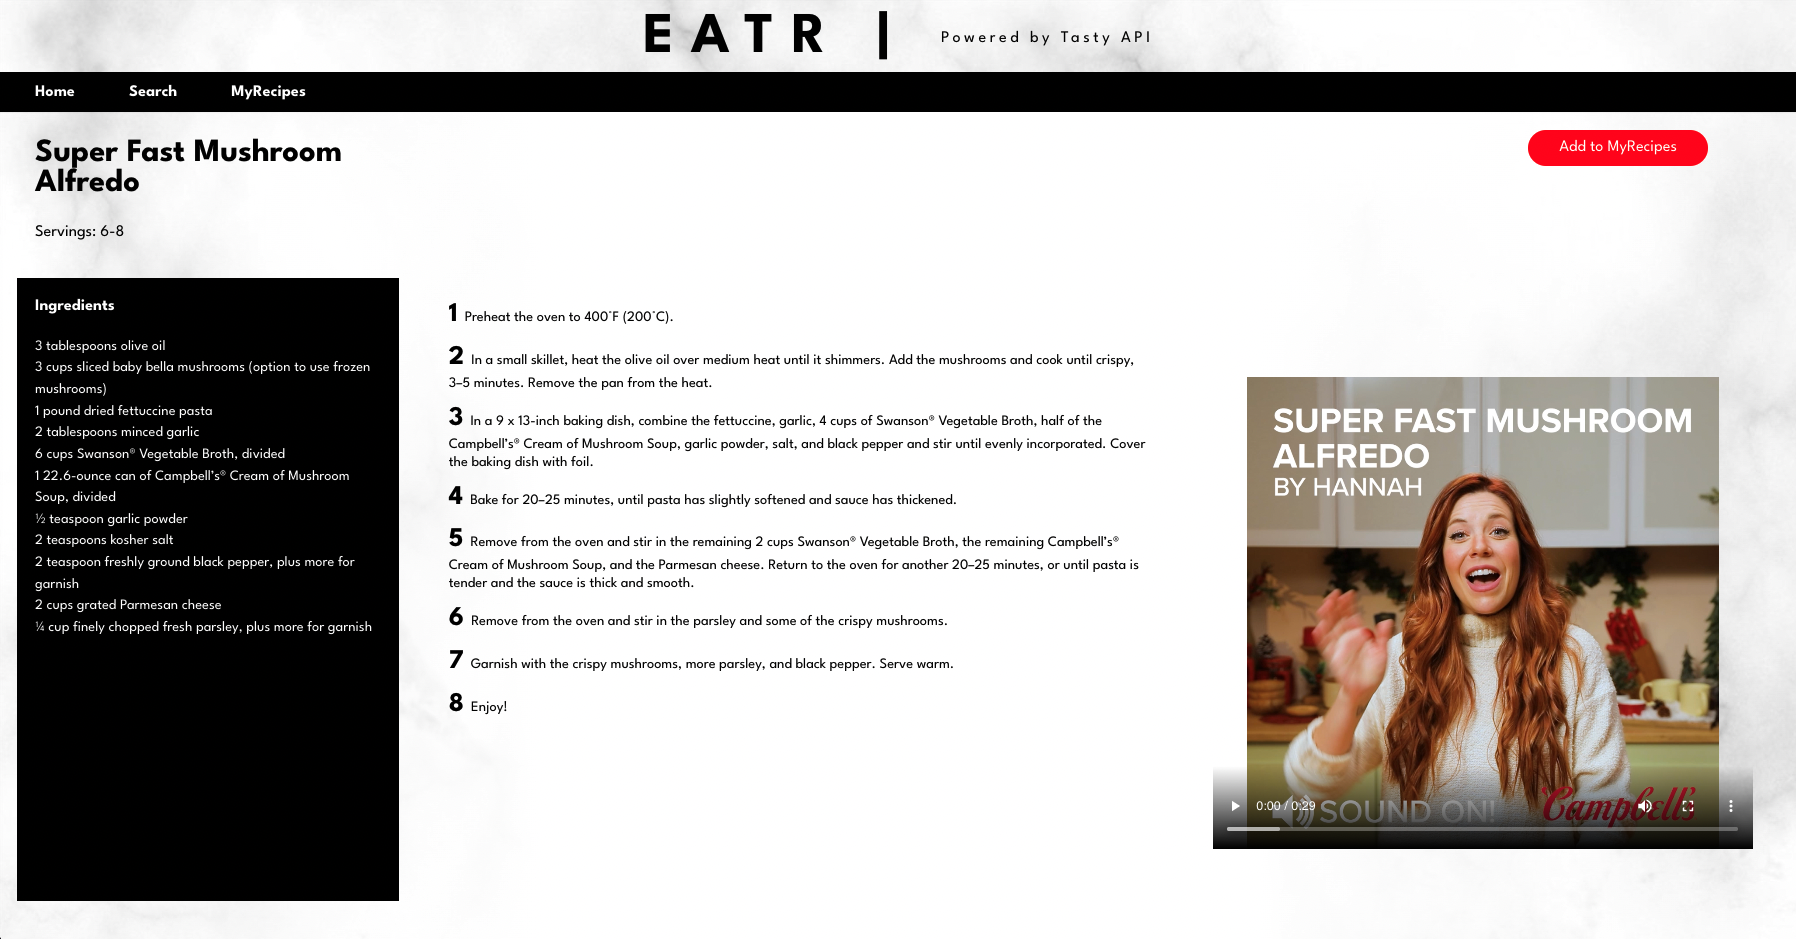 EATR |
Powered by Tasty API
Home Search MyRecipes
Super Fast Mushroom
Alfredo
Add to MyRecipes
Servings: 6-8
Ingredients
3 tablespoons olive oil
3 cups sliced baby bella mushrooms (option to use frozen
mushrooms)
1 pound dried fettuccine pasta
2 tablespoons minced garlic
6 cups Swanson® Vegetable Broth, divided
1 22.6-ounce can of Campbell’s® Cream of Mushroom
Soup, divided
½ teaspoon garlic powder
2 teaspoons kosher salt
2 teaspoon freshly ground black pepper, plus more for
garnish
2 cups grated Parmesan cheese
¼ cup finely chopped fresh parsley, plus more for garnish
1 Preheat the oven to 400˚F (200˚C).
2 In a small skillet, heat the olive oil over medium heat until it shimmers. Add the mushrooms and cook until crispy,
3–5 minutes. Remove the pan from the heat.
3 In a 9 x 13-inch baking dish, combine the fettuccine, garlic, 4 cups of Swanson® Vegetable Broth, half of the
Campbell’s® Cream of Mushroom Soup, garlic powder, salt, and black pepper and stir until evenly incorporated. Cover
the baking dish with foil.
4 Bake for 20–25 minutes, until pasta has slightly softened and sauce has thickened.
5 Remove from the oven and stir in the remaining 2 cups Swanson® Vegetable Broth, the remaining Campbell’s®
Cream of Mushroom Soup, and the Parmesan cheese. Return to the oven for another 20–25 minutes, or until pasta is
tender and the sauce is thick and smooth.
6 Remove from the oven and stir in the parsley and some of the crispy mushrooms.
7 Garnish with the crispy mushrooms, more parsley, and black pepper. Serve warm.
8 Enjoy!
SUPER FAST MUSHROOM
ALFREDO
BY HANNAH
0:00 / 0:29
SOUND ON!
Campbell's